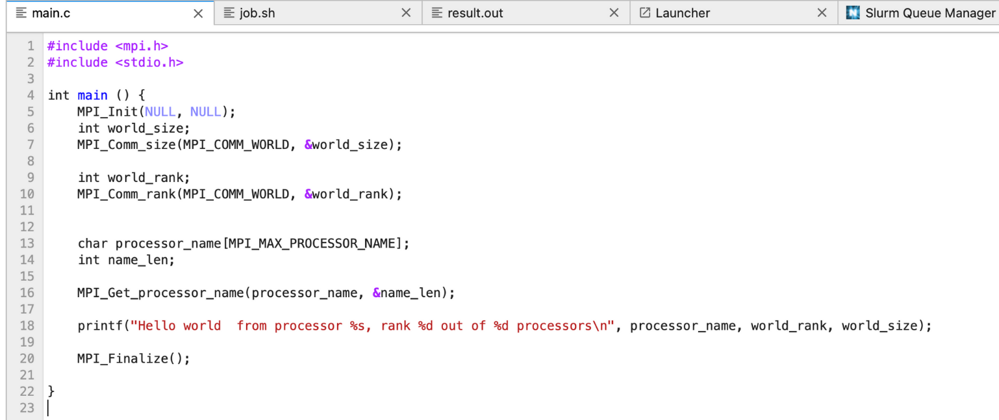 main.c job.sh result.out Launcher Slurm Queue Manager
1 #include <mpi.h>
2 #include <stdio.h>
3
4 int main () {
5     MPI_Init(NULL, NULL);
6     int world_size;
7     MPI_Comm_size(MPI_COMM_WORLD, &world_size);
8
9     int world_rank;
10     MPI_Comm_rank(MPI_COMM_WORLD, &world_rank);
11
12
13     char processor_name[MPI_MAX_PROCESSOR_NAME];
14     int name_len;
15
16     MPI_Get_processor_name(processor_name, &name_len);
17
18     printf("Hello world  from processor %s, rank %d out of %d processors\n", processor_name, world_rank, world_size);
19
20     MPI_Finalize();
21
22 }
23